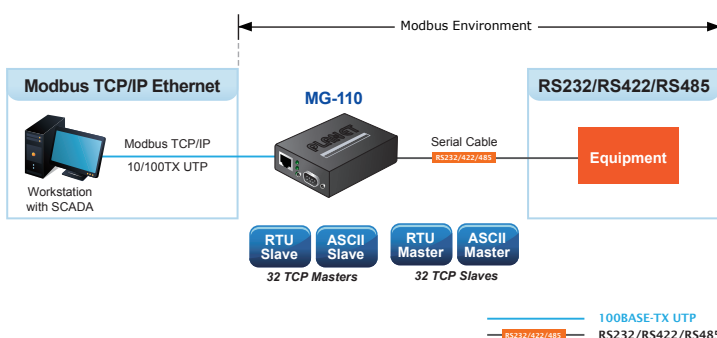 Modbus Environment
Modbus TCP/IP Ethernet
MG-110
RS232/RS422/RS485
PLANET
Modbus TCP/IP
10/100TX UTP
Serial Cable
RS232/422/485
Equipment
Workstation
with SCADA
RTU
Slave
ASCII
Slave
RTU
Master
ASCII
Master
32 TCP Masters
32 TCP Slaves
100BASE-TX UTP
RS232/422/485
RS232/RS422/RS485